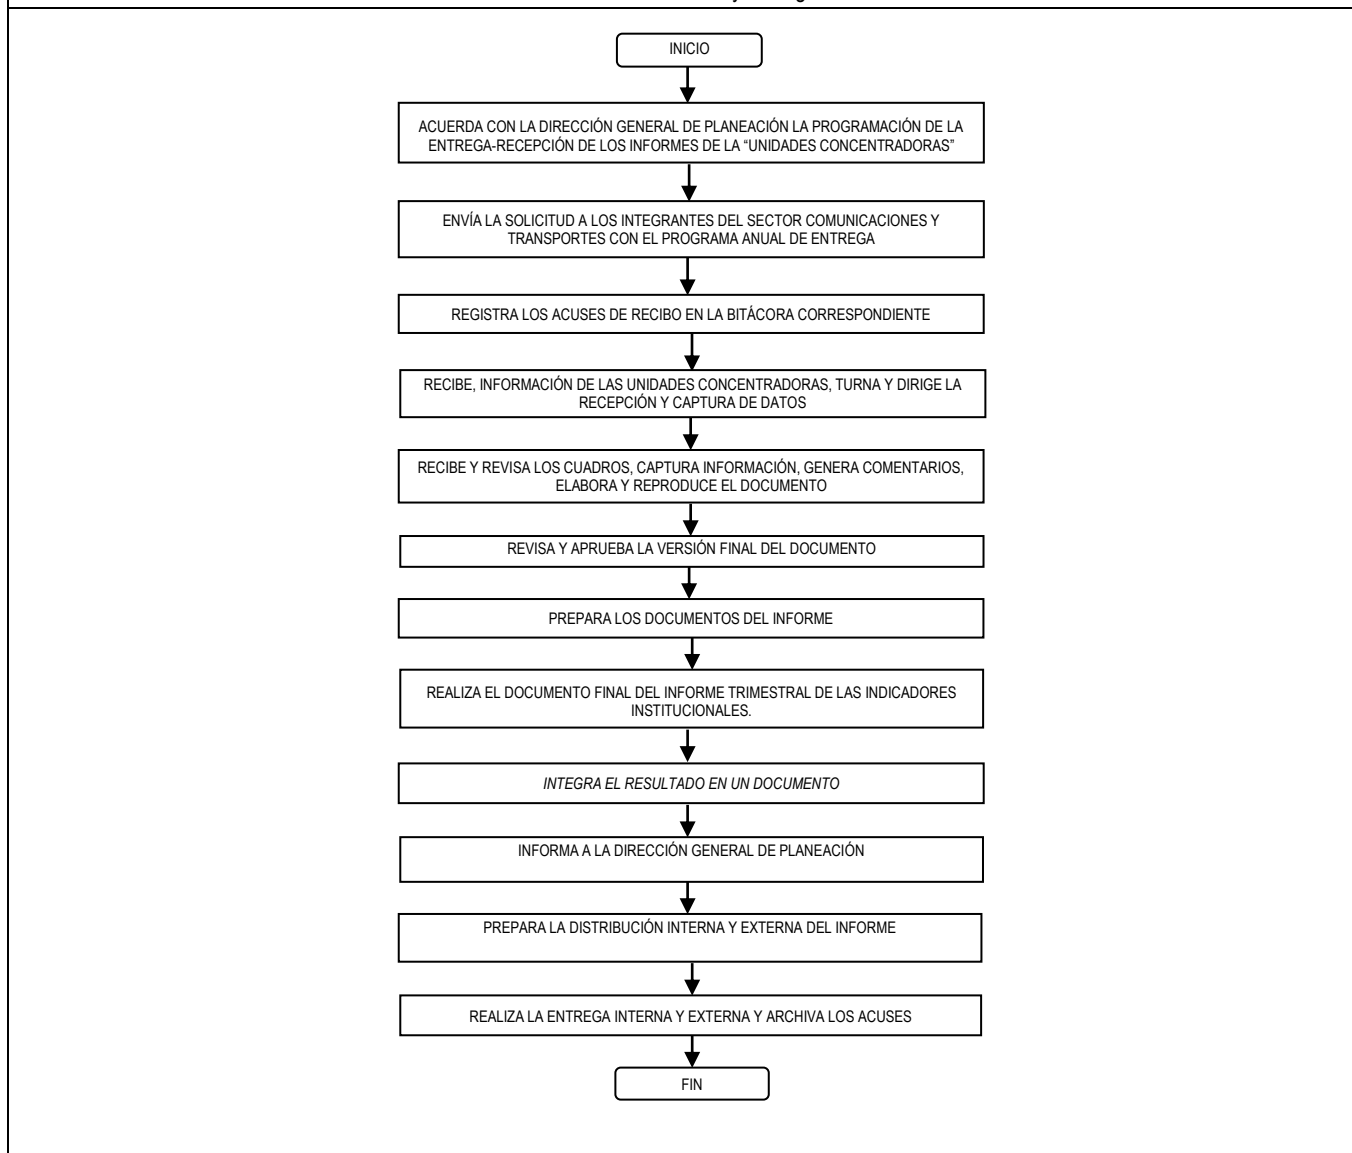 INICIO
ACUERDA CON LA DIRECCIÓN GENERAL DE PLANEACIÓN LA PROGRAMACIÓN DE LA
ENTREGA-RECEPCIÓN DE LOS INFORMES DE LA “UNIDADES CONCENTRADORAS”
ENVÍA LA SOLICITUD A LOS INTEGRANTES DEL SECTOR COMUNICACIONES Y
TRANSPORTES CON EL PROGRAMA ANUAL DE ENTREGA
REGISTRA LOS ACUSES DE RECIBO EN LA BITÁCORA CORRESPONDIENTE
RECIBE, INFORMACIÓN DE LAS UNIDADES CONCENTRADORAS, TURNA Y DIRIGE LA
RECEPCIÓN Y CAPTURA DE DATOS
RECIBE Y REVISA LOS CUADROS, CAPTURA INFORMACIÓN, GENERA COMENTARIOS,
ELABORA Y REPRODUCE EL DOCUMENTO
REVISA Y APRUEBA LA VERSIÓN FINAL DEL DOCUMENTO
PREPARA LOS DOCUMENTOS DEL INFORME
REALIZA EL DOCUMENTO FINAL DEL INFORME TRIMESTRAL DE LAS INDICADORES
INSTITUCIONALES.
INTEGRA EL RESULTADO EN UN DOCUMENTO
INFORMA A LA DIRECCIÓN GENERAL DE PLANEACIÓN
PREPARA LA DISTRIBUCIÓN INTERNA Y EXTERNA DEL INFORME
REALIZA LA ENTREGA INTERNA Y EXTERNA Y ARCHIVA LOS ACUSES
FIN